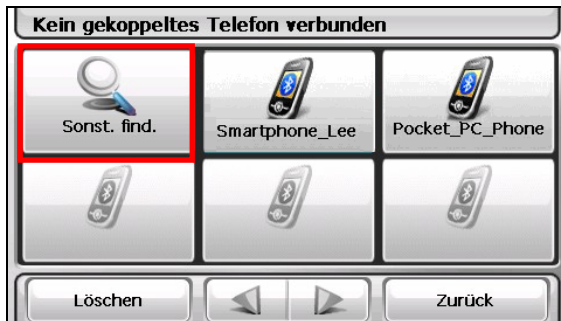 Kein gekoppeltes Telefon verbunden
Sonst. find.
Smartphone_Lee
Pocket_PC_Phone
Löschen
Zurück